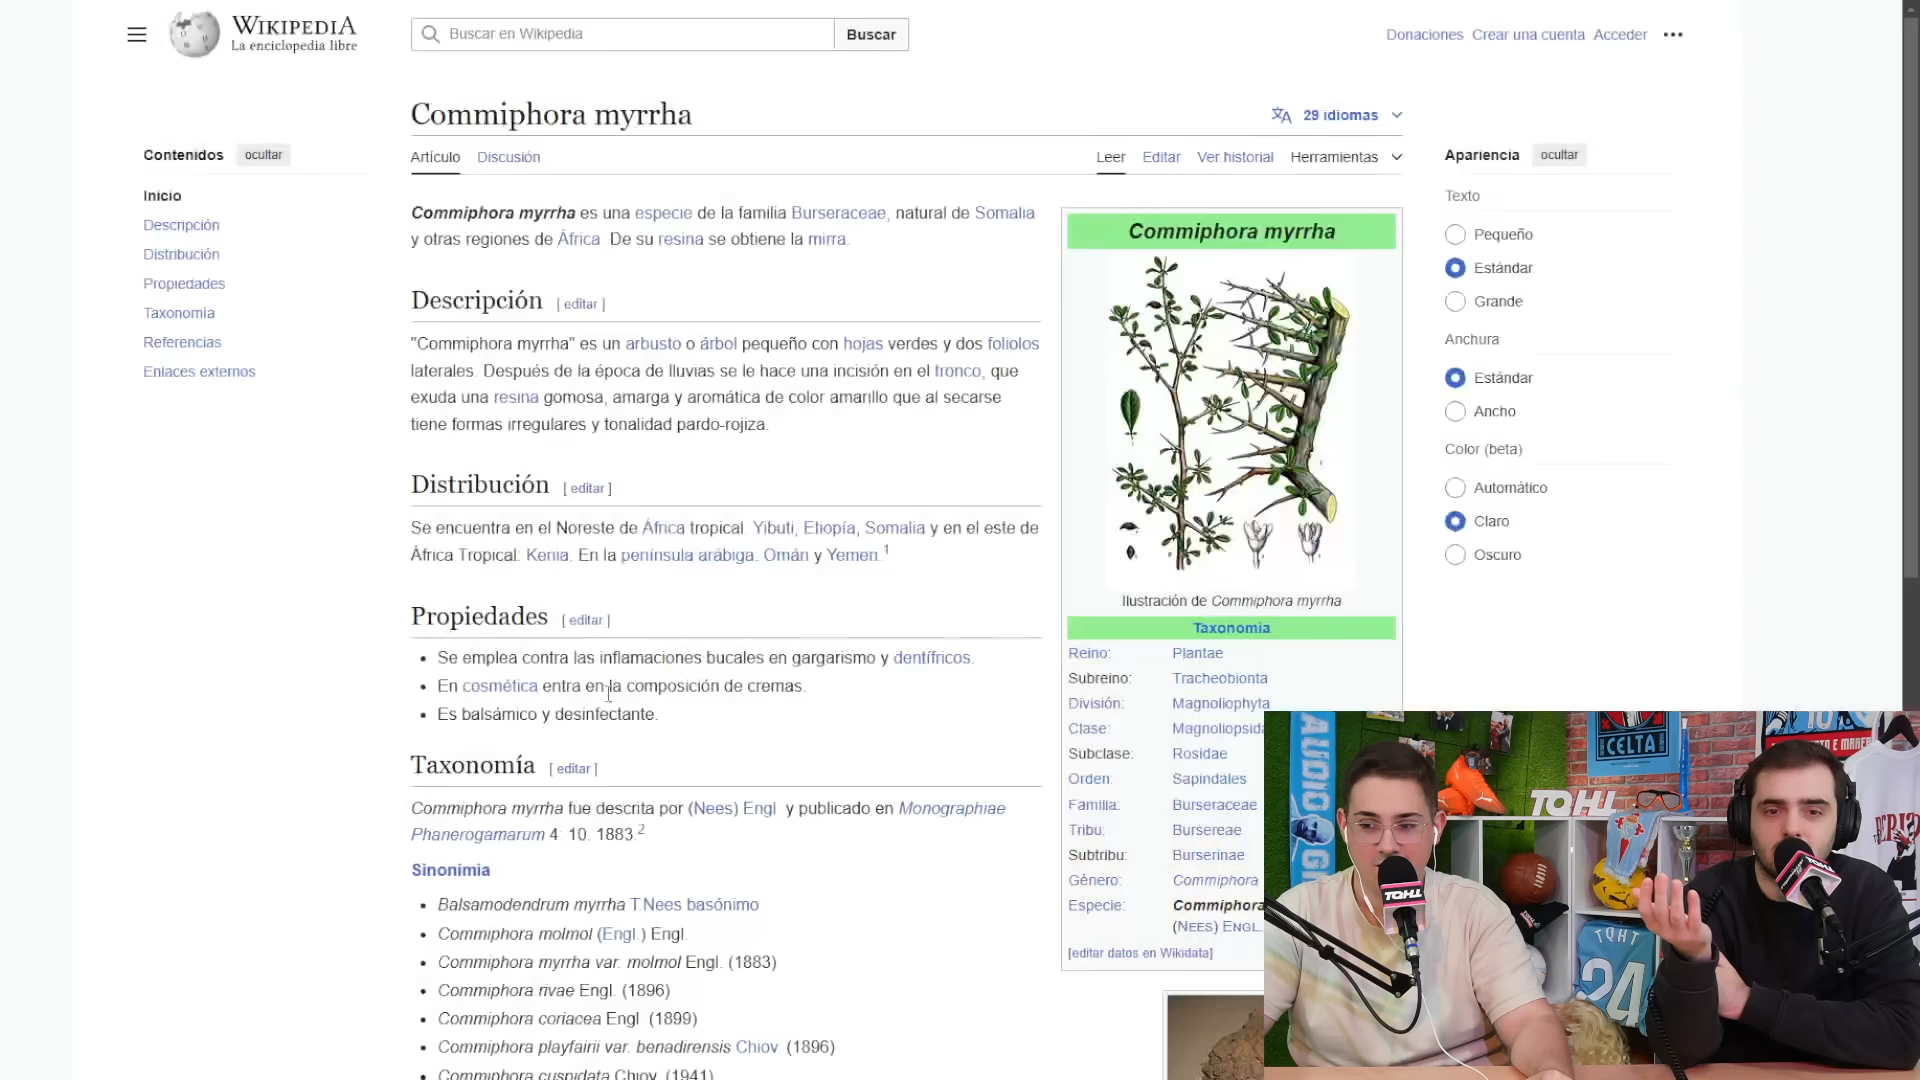 WIKIPEDIA
La enciclopedia libre
Buscar en Wikipedia
Buscar
Donaciones Crear una cuenta Acceder
Commiphora myrrha
29 idiomas
Contenidos ocultar
Inicio
Descripción
Distribución
Propiedades
Taxonomía
Referencias
Enlaces externos
Artículo Discusión
Leer Editar Ver historial Herramientas
Commiphora myrrha es una especie de la familia Burseraceae, natural de Somalia
y otras regiones de África. De su resina se obtiene la mirra.
Descripción [ editar ]
"Commiphora myrrha" es un arbusto o árbol pequeño con hojas verdes y dos foliolos
laterales. Después de la época de lluvias se le hace una incisión en el tronco, que
exuda una resina gomosa, amarga y aromática de color amarillo que al secarse
tiene formas irregulares y tonalidad pardo-rojiza.
Distribución [ editar ]
Se encuentra en el Noreste de África tropical: Yibuti, Etiopía, Somalia y en el este de
África Tropical: Kenia. En la península arábiga: Omán y Yemen.1
Propiedades [ editar ]
Se emplea contra las inflamaciones bucales en gargarismo y dentífricos.
En cosmética entra en la composición de cremas.
Es balsámico y desinfectante.
Taxonomía [ editar ]
Commiphora myrrha fue descrita por (Nees) Engl. y publicado en Monographiae
Phanerogamarum 4: 10. 1883.2
Sinonimia
Balsamodendrum myrrha T.Nees basónimo
Commiphora molmol (Engl.) Engl.
Commiphora myrrha var. molmol Engl. (1883)
Commiphora rivae Engl. (1896)
Commiphora coriacea Engl. (1899)
Commiphora playfairii var. benadirensis Chiov. (1896)
Commiphora cuspidata Chiov. (1941)
Commiphora myrrha
Ilustración de Commiphora myrrha
Taxonomía
Reino: Plantae
Subreino: Tracheobionta
División: Magnoliophyta
Clase: Magnoliopsida
Subclase: Rosidae
Orden: Sapindales
Familia: Burseraceae
Tribu: Bursereae
Subtribu: Burserinae
Género: Commiphora
Especie: Commiphora
(NEES) ENGL.
[editar datos en Wikidata]
Apariencia ocultar
Texto
Pequeño
Estándar
Grande
Anchura
Estándar
Ancho
Color (beta)
Automático
Claro
Oscuro
CELTA
TQHT
TQHT
TQHT
TQHT
24